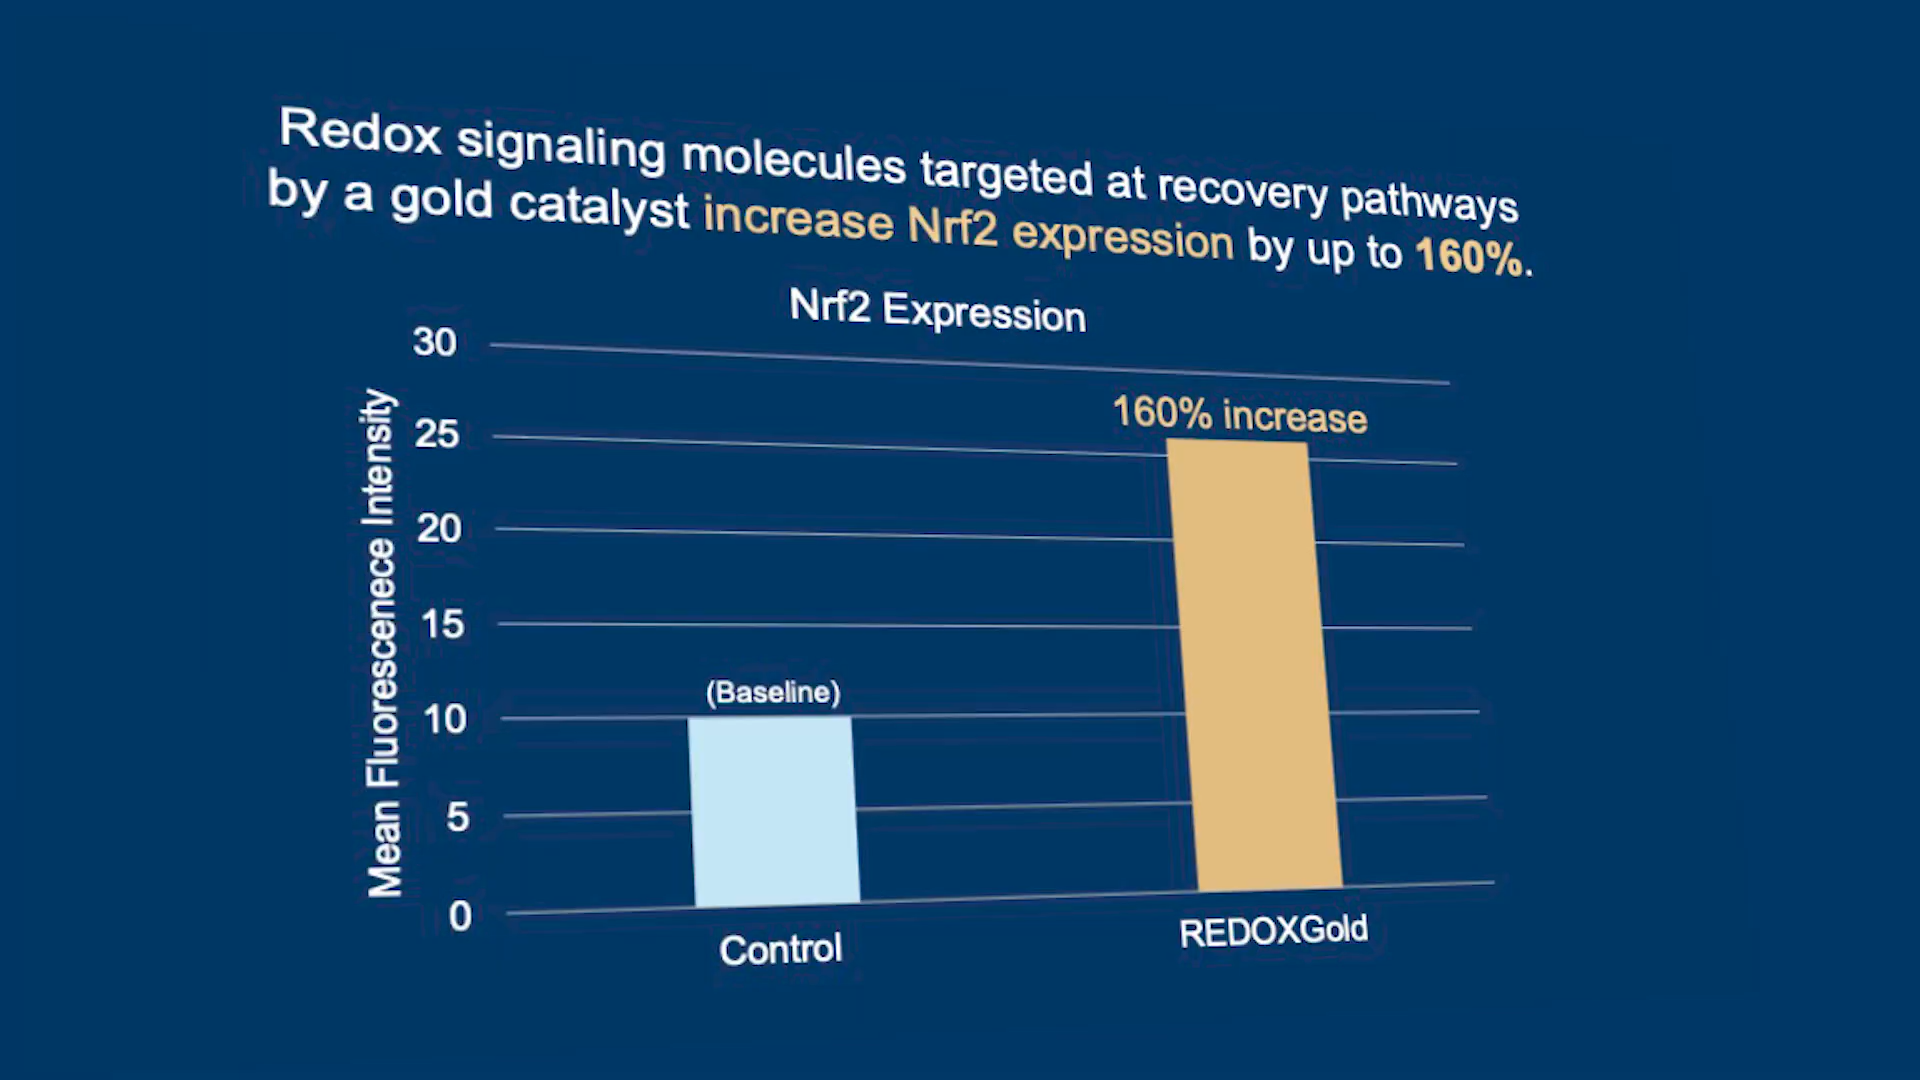 Redox signaling molecules targeted at recovery pathways
by a gold catalyst increase Nrf2 expression by up to 160%.
Nrf2 Expression
Mean Fluorescenece Intensity
30
25
20
15
10
5
0
(Baseline)
160% increase
Control
REDOXGold